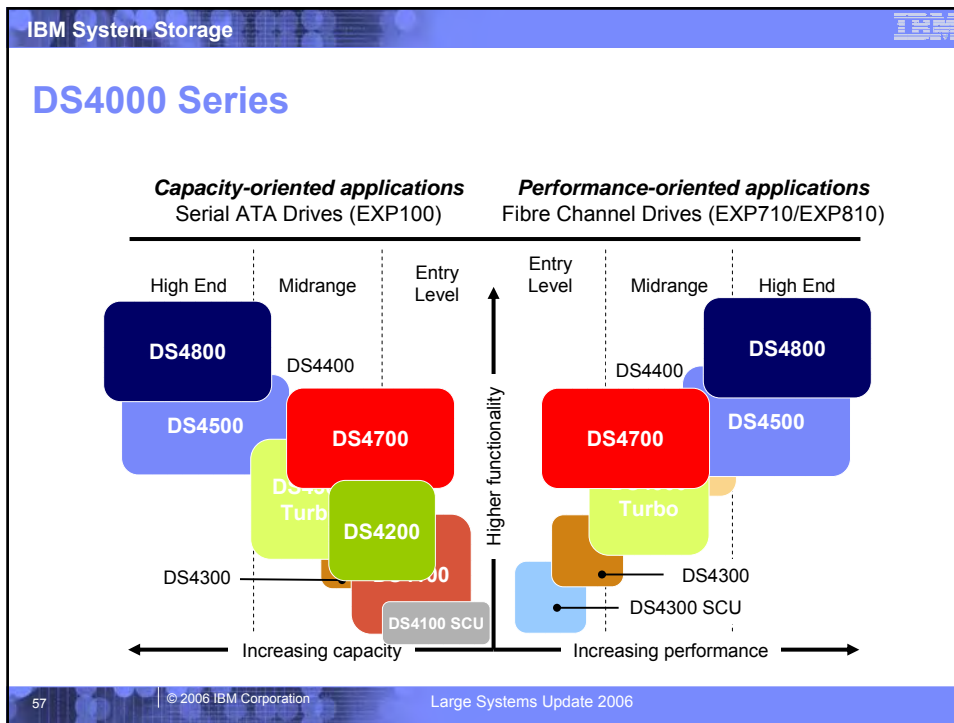 IBM System Storage
IBM
DS4000 Series
Capacity-oriented applications
Serial ATA Drives (EXP100)
Performance-oriented applications
Fibre Channel Drives (EXP710/EXP810)
High End
Midrange
Entry
Level
Entry
Level
Midrange
High End
DS4800
DS4400
DS4500
DS4700
Turbo
DS4200
DS4300
DS4100 SCU
Higher functionality
DS4800
DS4400
DS4500
DS4700
Turbo
DS4300
DS4300 SCU
Increasing capacity
Increasing performance
57
© 2006 IBM Corporation
Large Systems Update 2006